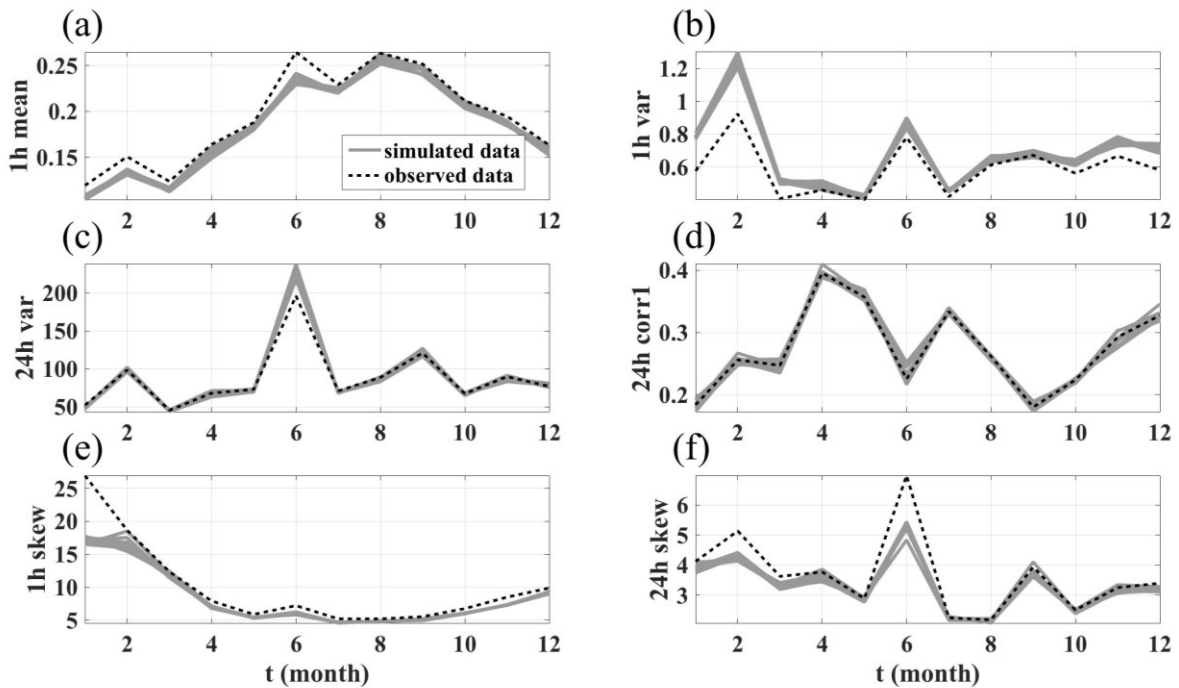 (a)
1h mean
0.25
0.2
0.15
2 4 6 8 10 12
simulated data
observed data
(b)
1h var
1.2
1
0.8
0.6
2 4 6 8 10 12
(c)
24h var
200
150
100
50
2 4 6 8 10 12
(d)
24h corr1
0.4
0.3
0.2
2 4 6 8 10 12
(e)
1h skew
25
20
15
10
5
2 4 6 8 10 12
t (month)
(f)
24h skew
6
5
4
3
2 4 6 8 10 12
t (month)